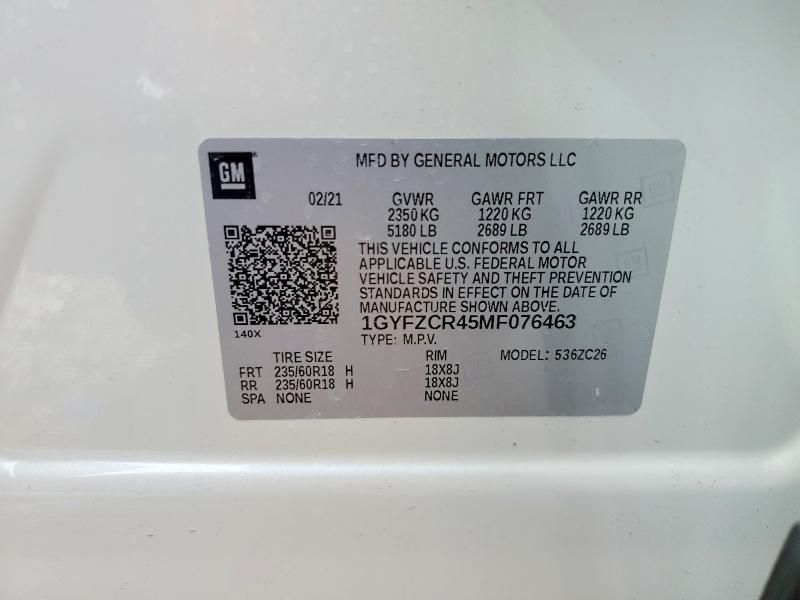 GM
MFD BY GENERAL MOTORS LLC
02/21 GVWR GAWR FRT GAWR RR
2350 KG 1220 KG 1220 KG
5180 LB 2689 LB 2689 LB
THIS VEHICLE CONFORMS TO ALL
APPLICABLE U.S. FEDERAL MOTOR
VEHICLE SAFETY AND THEFT PREVENTION
STANDARDS IN EFFECT ON THE DATE OF
MANUFACTURE SHOWN ABOVE.
140X
1GYFZCR45MF076463
TYPE: M.P.V.
TIRE SIZE RIM MODEL: 536ZC26
FRT 235/60R18 H 18X8J
RR 235/60R18 H 18X8J
SPA NONE NONE